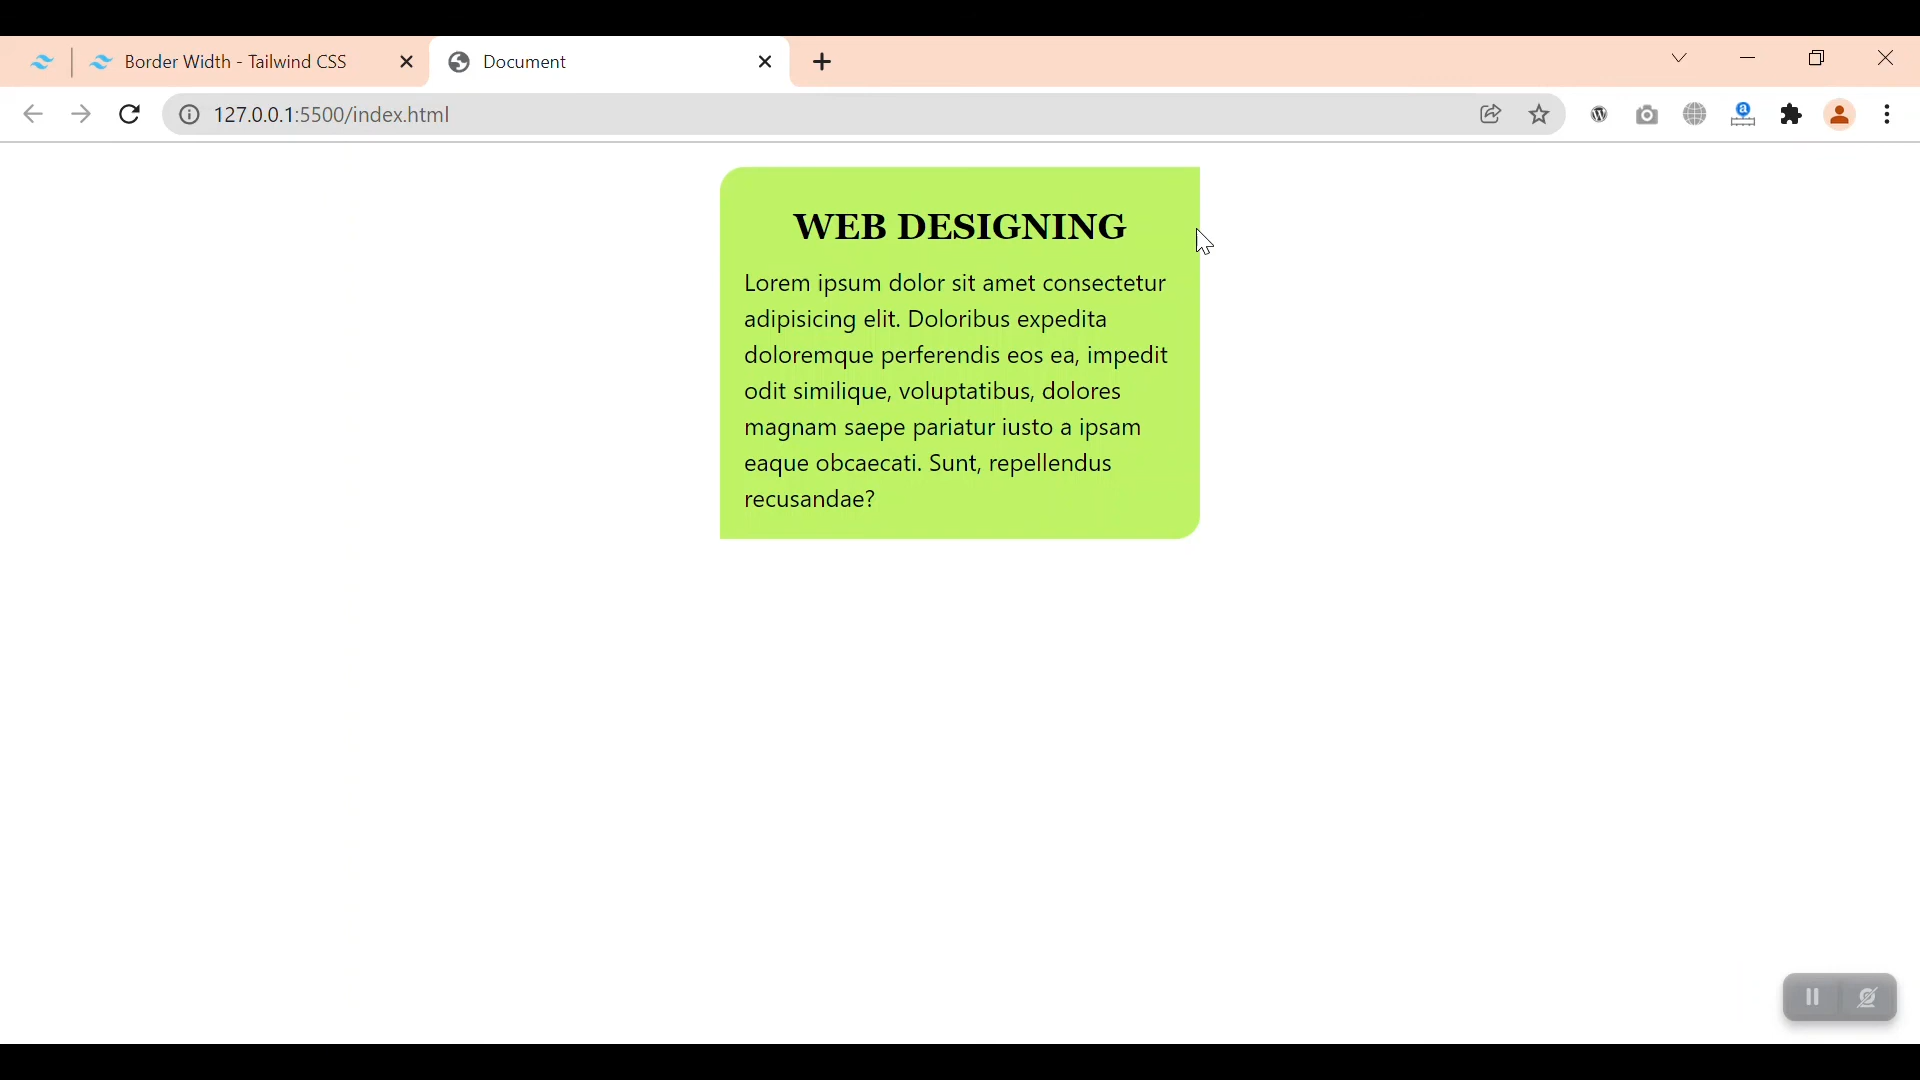 Border Width - Tailwind CSS
Document
127.0.0.1:5500/index.html
WEB DESIGNING
Lorem ipsum dolor sit amet consectetur
adipisicing elit. Doloribus expedita
doloremque perferendis eos ea, impedit
odit similique, voluptatibus, dolores
magnam saepe pariatur iusto a ipsam
eaque obcaecati. Sunt, repellendus
recusandae?